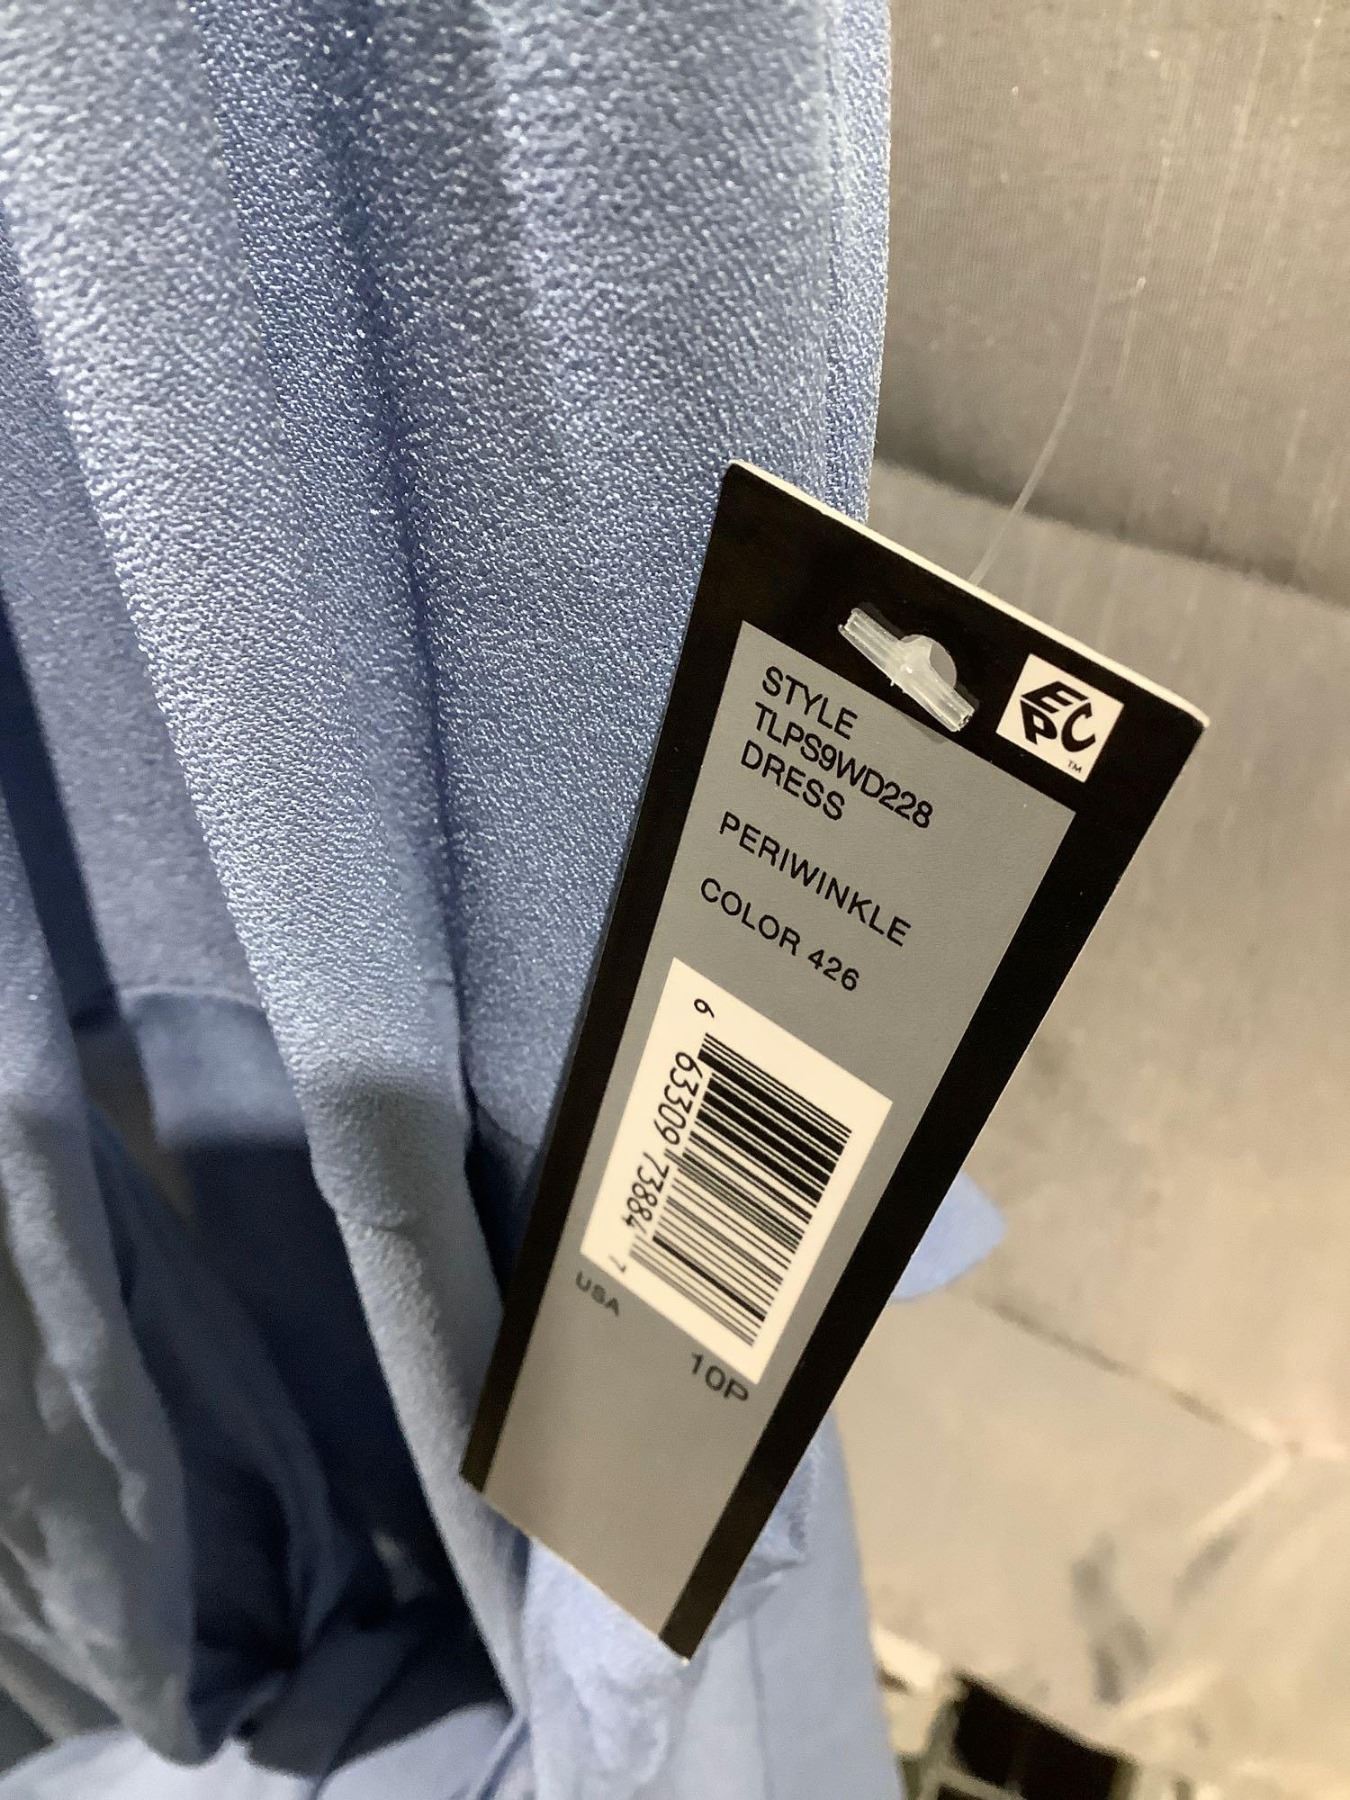 EPC
TM
STYLE
TLPS9WD228
DRESS
PERIWINKLE
COLOR 426
6 63309 73884 7
USA
10P